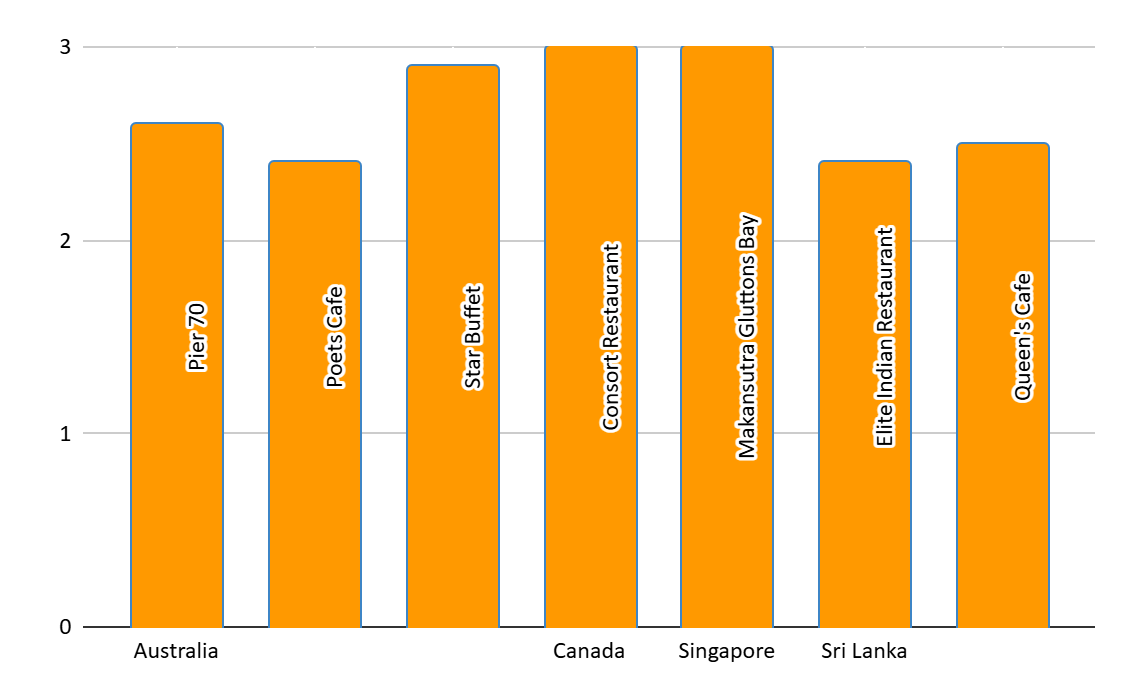 3
2
1
0
Pier 70
Poets Cafe
Star Buffet
Consort Restaurant
Makansutra Gluttons Bay
Elite Indian Restaurant
Queen's Cafe
Australia
Canada
Singapore
Sri Lanka